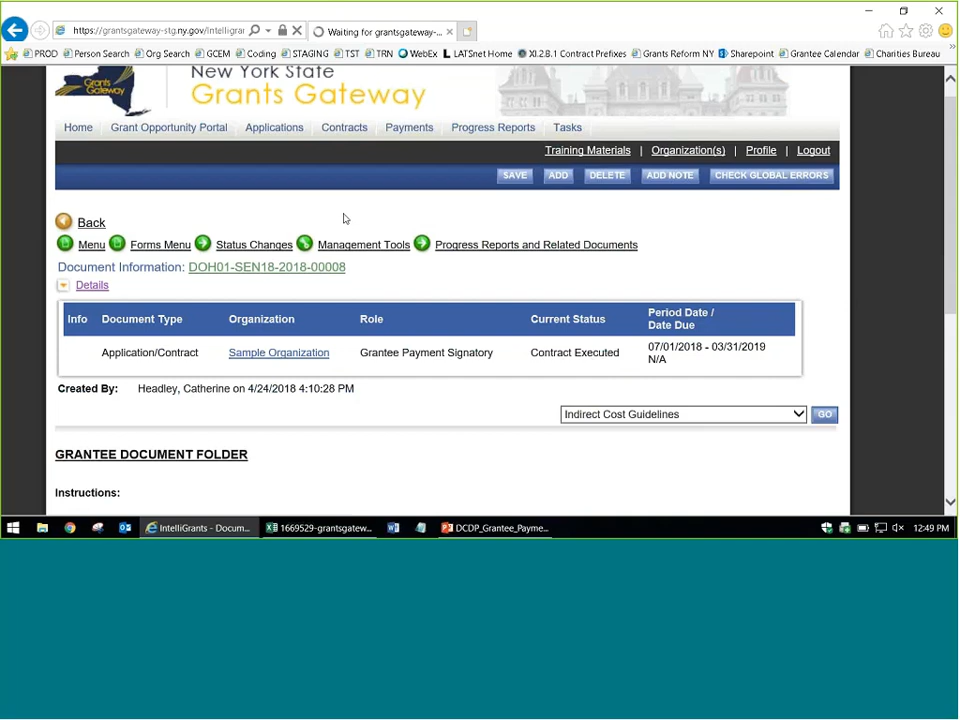 https://grantsgateway-stg.ny.gov/Intelligrar
Waiting for grantsgateway-...
PROD Person Search Org Search GCEM Coding STAGING TST TRN WebEx LATSnet Home XI.2.8.1 Contract Prefixes Grants Reform NY Sharepoint Grantee Calendar Charities Bureau
Grants
Gateway
New York State
Grants Gateway
Home Grant Opportunity Portal Applications Contracts Payments Progress Reports Tasks
Training Materials | Organization(s) | Profile | Logout
SAVE ADD DELETE ADD NOTE CHECK GLOBAL ERRORS
Back
Menu Forms Menu Status Changes Management Tools Progress Reports and Related Documents
Document Information: DOH01-SEN18-2018-00008
Details
Info Document Type Organization Role Current Status Period Date /
Date Due
Application/Contract Sample Organization Grantee Payment Signatory Contract Executed 07/01/2018 - 03/31/2019
N/A
Created By: Headley, Catherine on 4/24/2018 4:10:28 PM
Indirect Cost Guidelines GO
GRANTEE DOCUMENT FOLDER
Instructions:
IntelliGrants - Docum... 1669529-grantsgatew... DCDP_Grantee_Payme... 12:49 PM